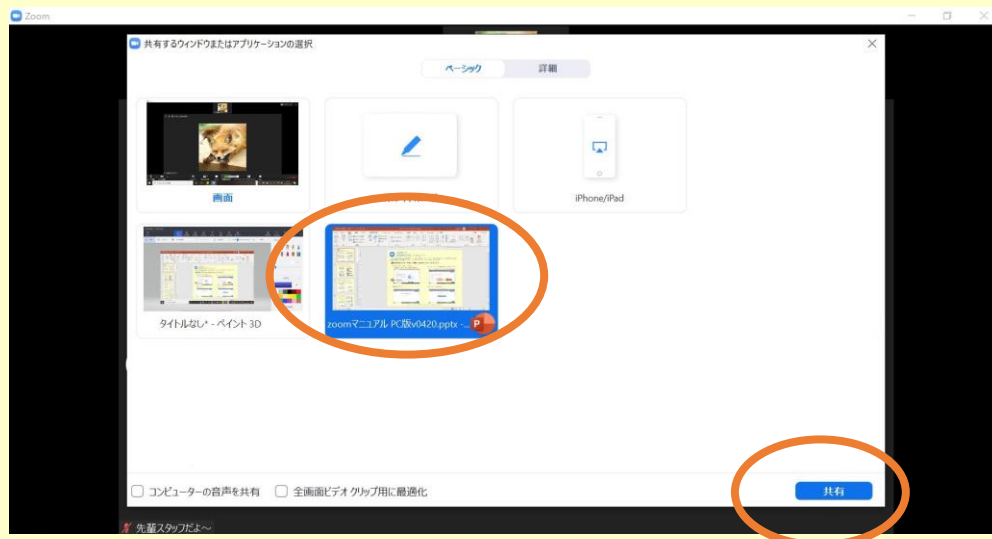 Zoom
共有するウィンドウまたはアプリケーションの選択
ベーシック 詳細
画面
iPhone/iPad
タイトルなし* - ペイント 3D
zoomマニュアル PC版v0420.pptx -...
P
コンピューターの音声を共有
全画面ビデオ クリップ用に最適化
共有
先輩スタッフだよ～